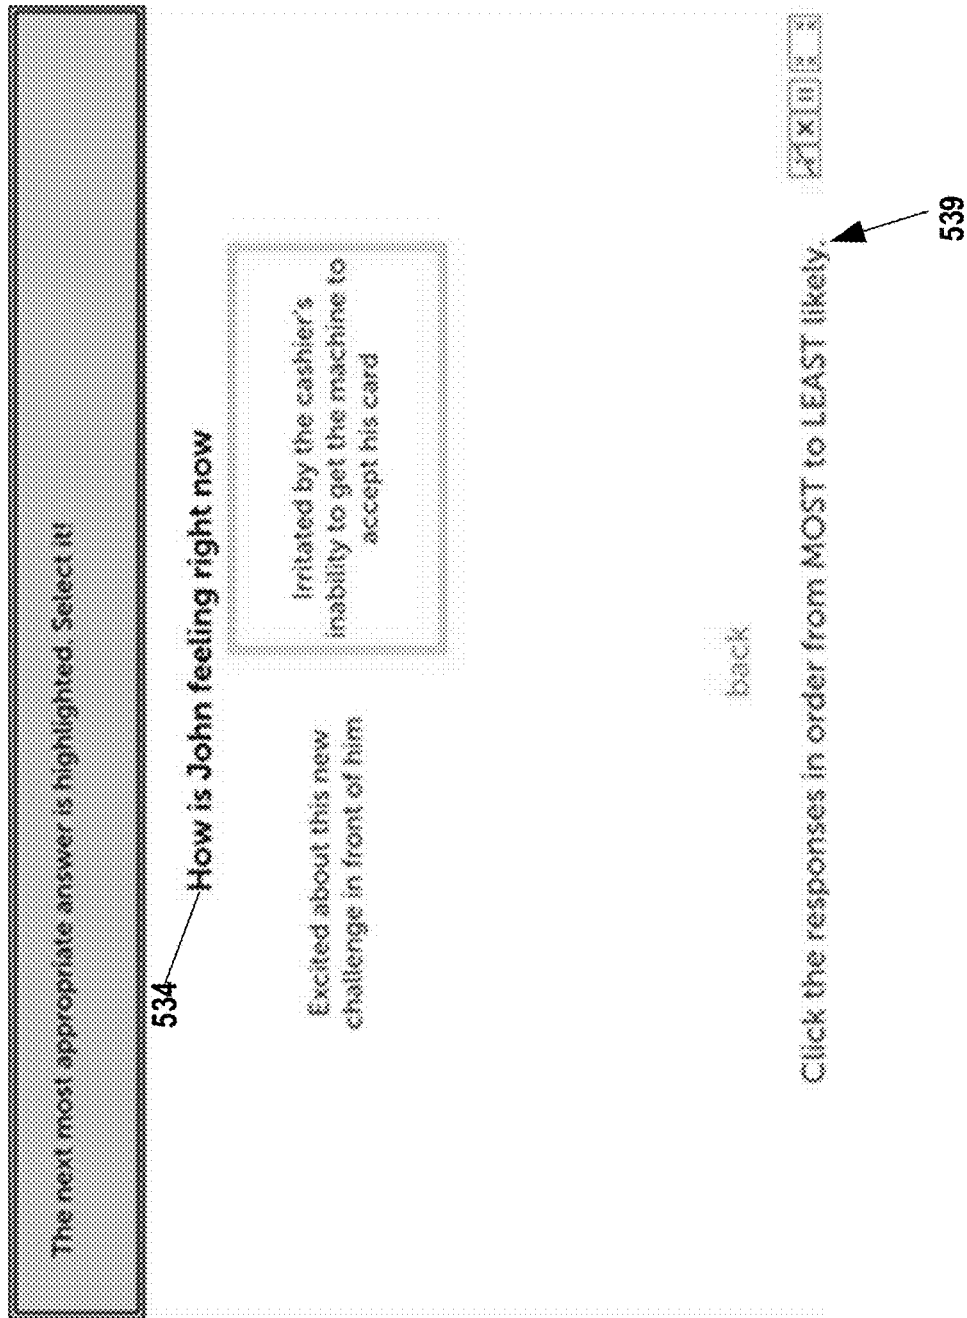 The next most appropriate answer is highlighted. Select it!
534
How is John feeling right now
Excited about this new
challenge in front of him
Irritated by the cashier's
inability to get the machine to
accept his card
back
Click the responses in order from MOST to LEAST likely.
539